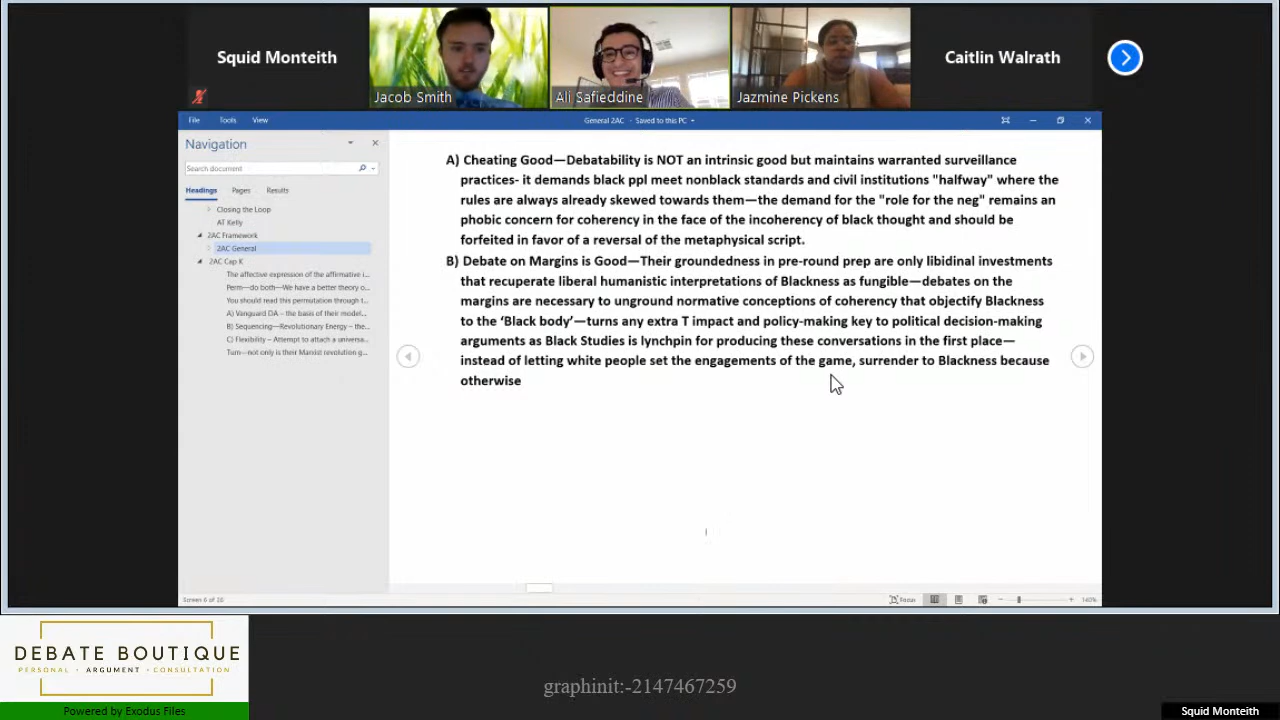 Squid Monteith
Jacob Smith
Ali Safieddine
Jazmine Pickens
Caitlin Walrath
File Tools View
General 2AC - Saved to this PC
Navigation
Search document
Headings Pages Results
Closing the Loop
AT Kelly
2AC Framework
2AC General
2AC Cap K
The affective expression of the affirmative i...
Perm—do both—We have a better theory o...
You should read this permutation through t...
A) Vanguard DA – the basis of their model...
B) Sequencing—Revolutionary Energy – the...
C) Flexibility – Attempt to attach a universa...
Turn—not only is their Marxist revolution g...
A) Cheating Good—Debatability is NOT an intrinsic good but maintains warranted surveillance
practices- it demands black ppl meet nonblack standards and civil institutions "halfway" where the
rules are always already skewed towards them—the demand for the "role for the neg" remains an
phobic concern for coherency in the face of the incoherency of black thought and should be
forfeited in favor of a reversal of the metaphysical script.
B) Debate on Margins is Good—Their groundedness in pre-round prep are only libidinal investments
that recuperate liberal humanistic interpretations of Blackness as fungible—debates on the
margins are necessary to unground normative conceptions of coherency that objectify Blackness
to the ‘Black body’—turns any extra T impact and policy-making key to political decision-making
arguments as Black Studies is lynchpin for producing these conversations in the first place—
instead of letting white people set the engagements of the game, surrender to Blackness because
otherwise
Screen 6 of 26
Focus
140%
DEBATE BOUTIQUE
PERSONAL · ARGUMENT · CONSULTATION
Powered by Exodus Files
graphinit:-2147467259
Squid Monteith